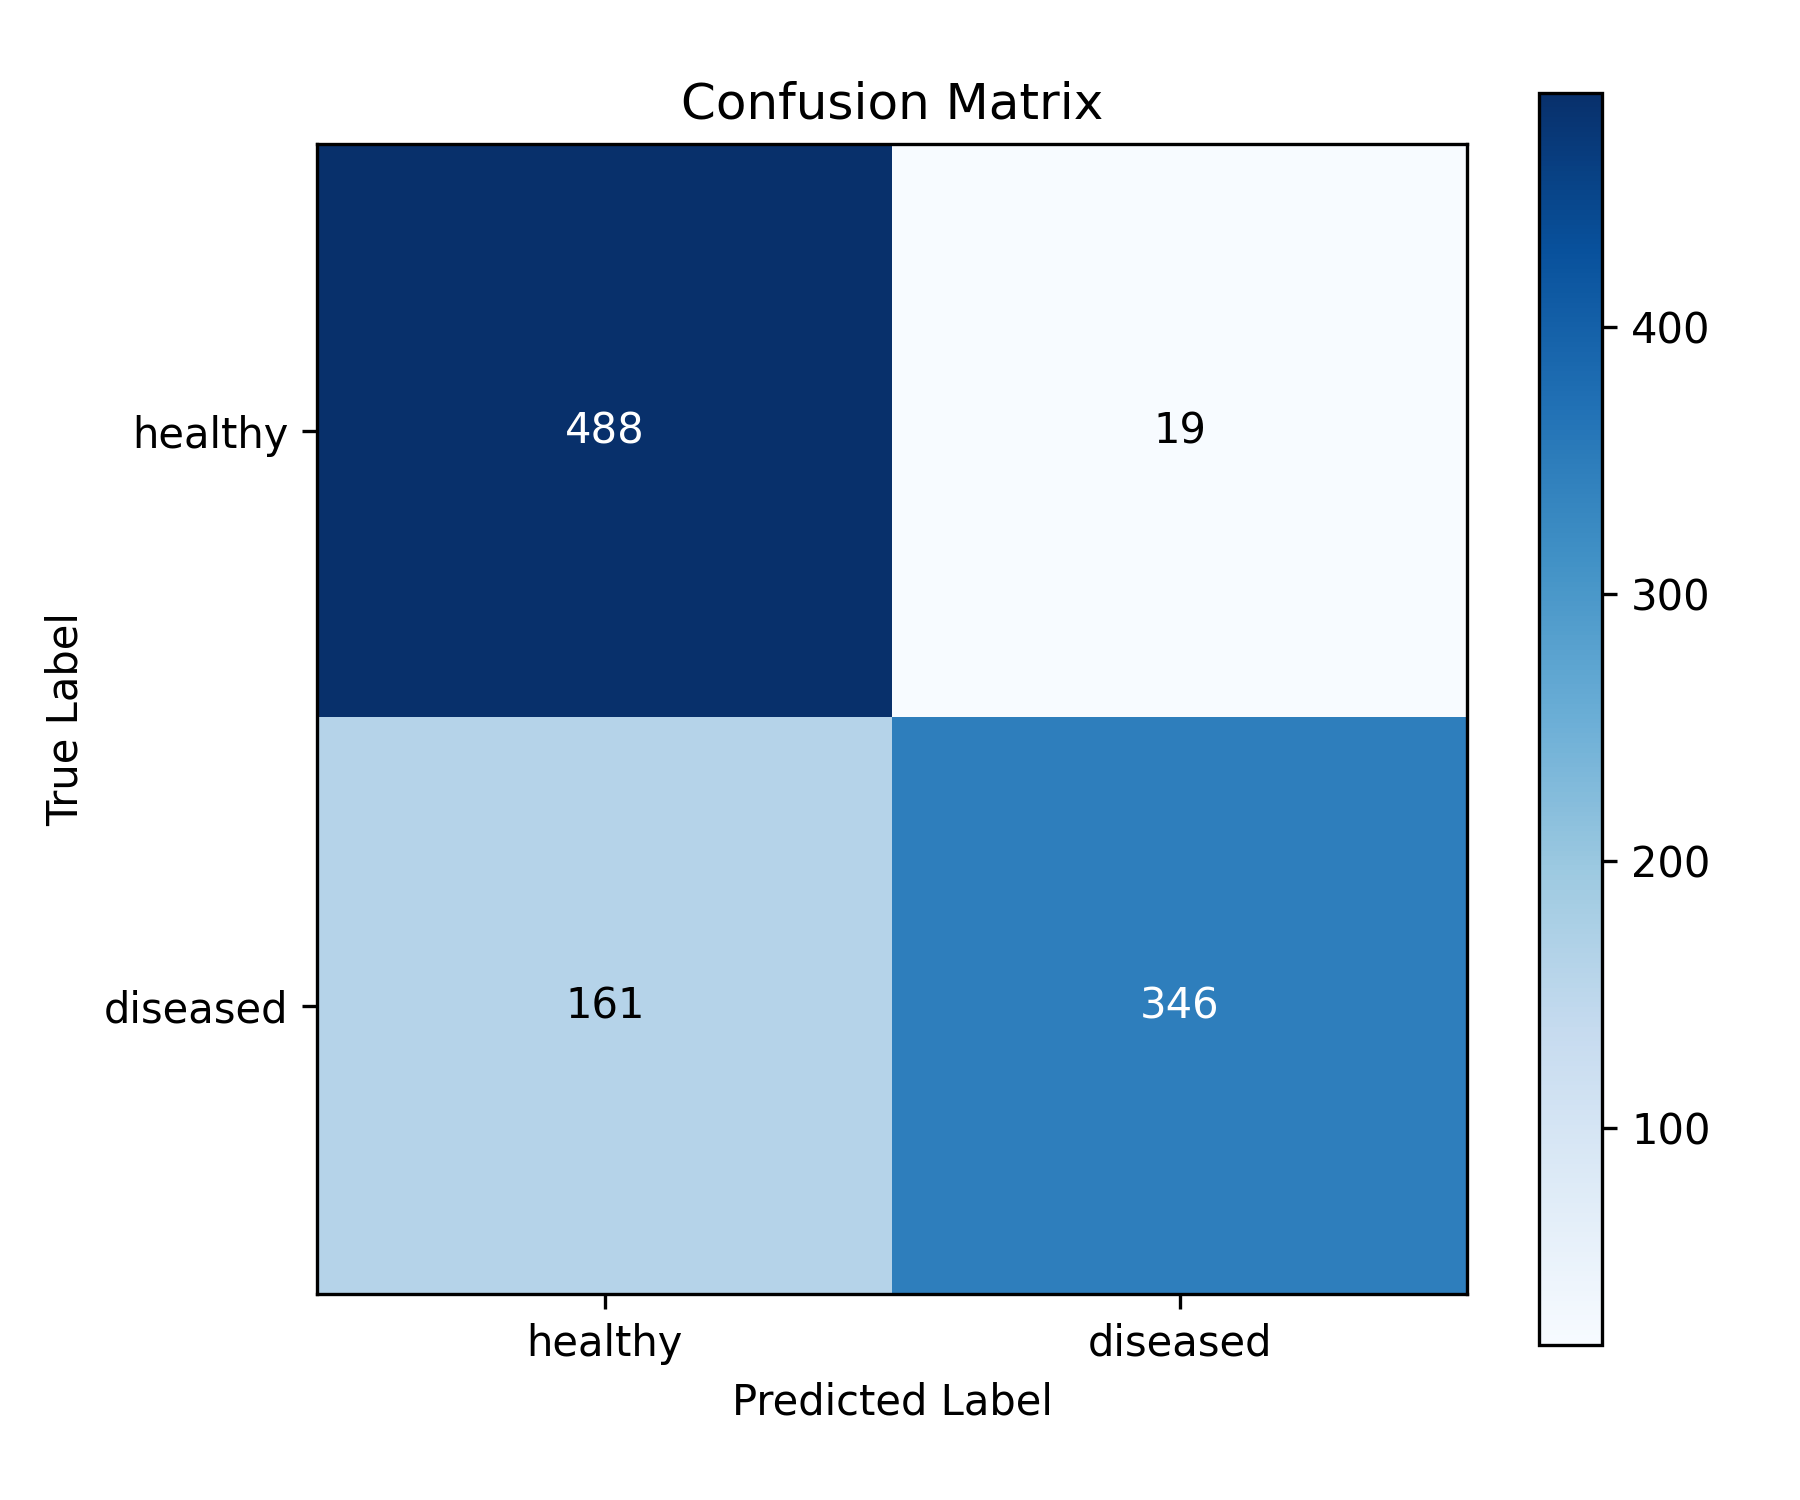 Confusion Matrix
400
healthy
488
19
300
True Label
200
diseased
161
346
100
healthy
diseased
Predicted Label